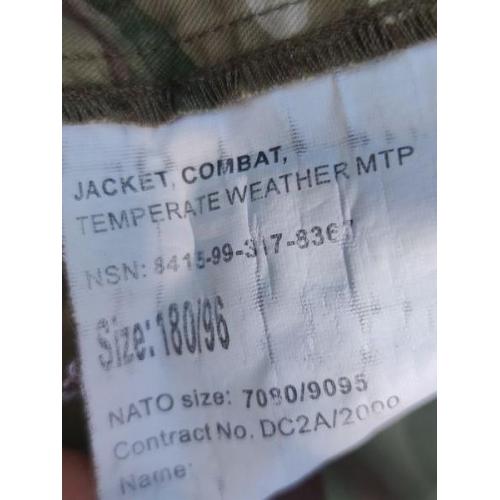 JACKET, COMBAT,
TEMPERATE WEATHER MTP
NSN: 8415-99-317-8367
Size: 180/96
NATO size: 7080/9095
Contract No. DC2A/2009
Name: